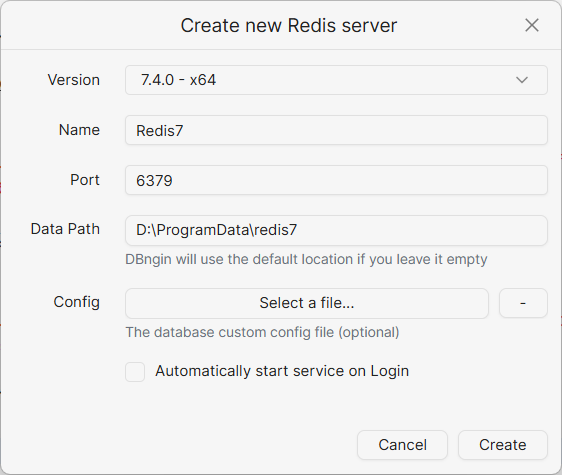 Create new Redis server
Version 7.4.0 - x64
Name Redis7
Port 6379
Data Path D:\ProgramData\redis7
DBngin will use the default location if you leave it empty
Config Select a file... -
The database custom config file (optional)
Automatically start service on Login
Cancel Create